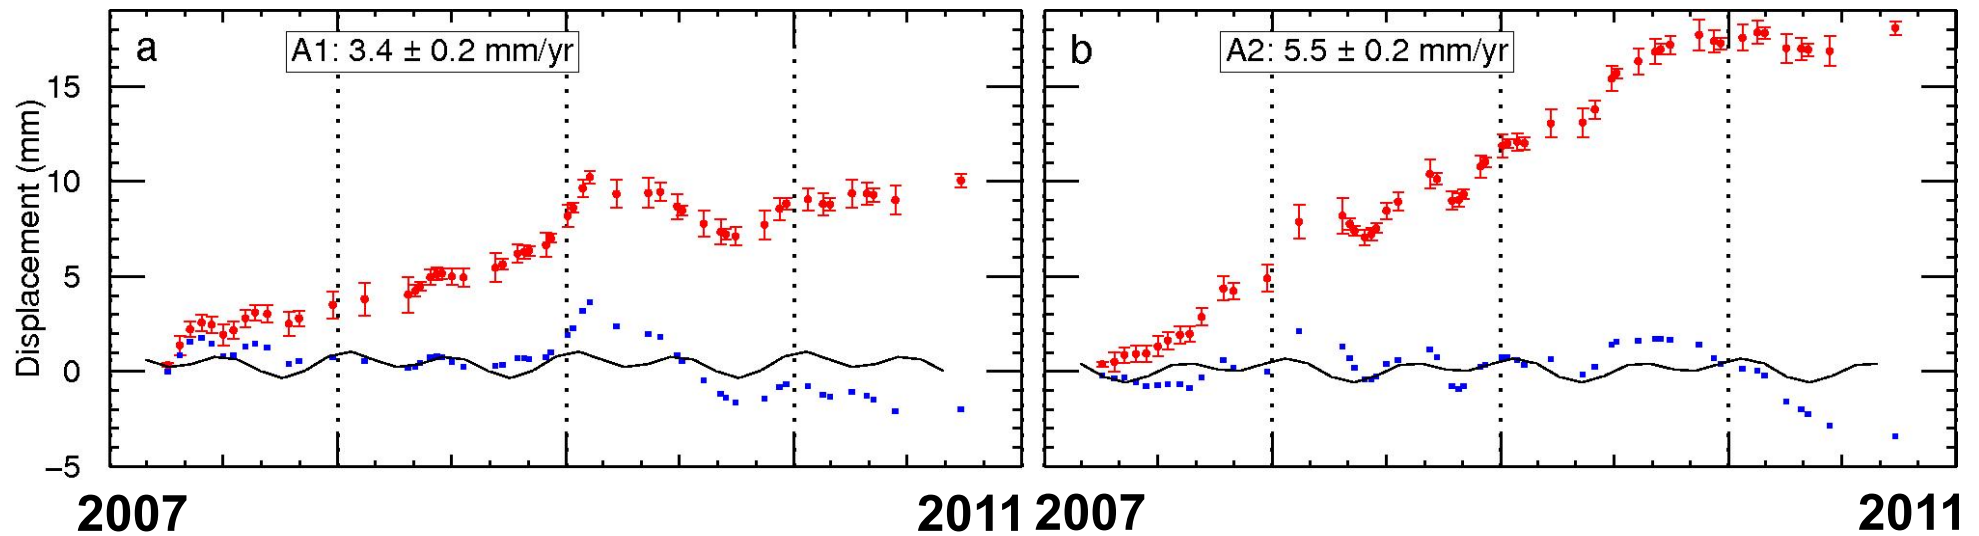 a
A1: 3.4 ± 0.2 mm/yr
b
A2: 5.5 ± 0.2 mm/yr
Displacement (mm)
15
10
5
0
−5
2007
2011
2007
2011